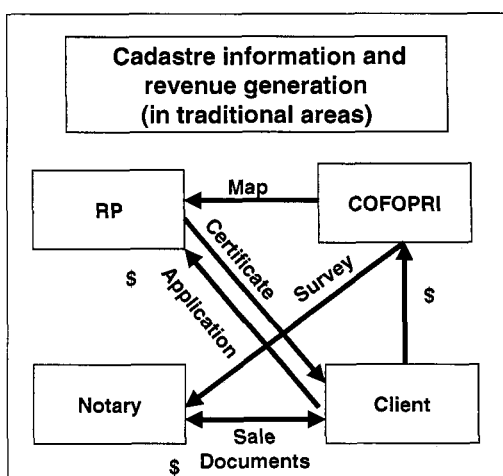 Cadastre information and
revenue generation
(in traditional areas)
RP
Map
COFOPRI
Certificate
Survey
$
Application
$
Notary
Sale
Client
$ Documents